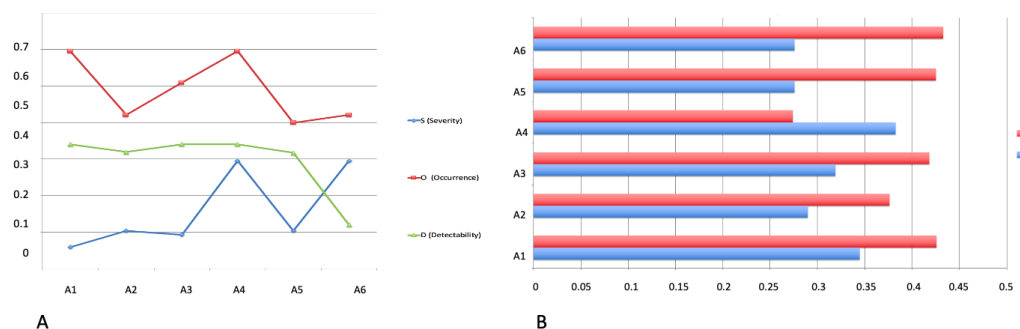 0.7
0.6
0.5
0.4
0.3
0.2
0.1
0
A1 A2 A3 A4 A5 A6
S (Severity)
O (Occurrence)
D (Detectability)
A
A6
A5
A4
A3
A2
A1
0 0.05 0.1 0.15 0.2 0.25 0.3 0.35 0.4 0.45 0.5
B